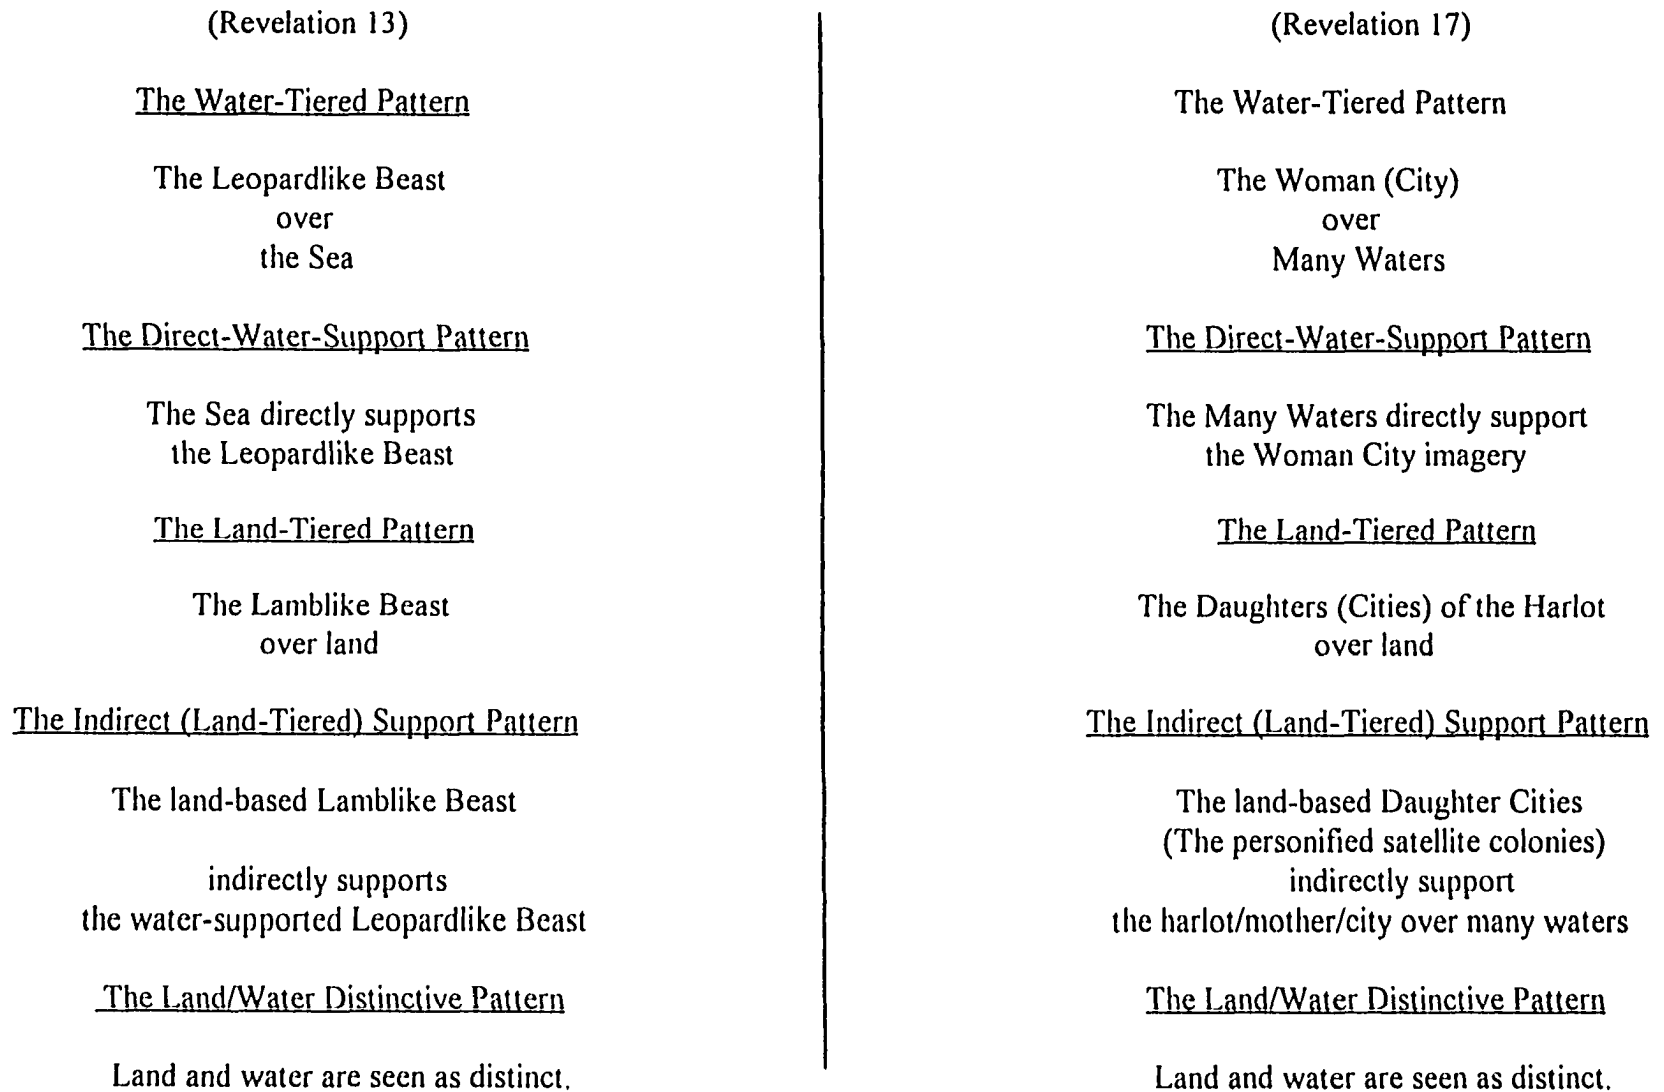 (Revelation 13)
The Water-Tiered Pattern
The Leopardlike Beast
over
the Sea
The Direct-Water-Support Pattern
The Sea directly supports
the Leopardlike Beast
The Land-Tiered Pattern
The Lamblike Beast
over land
The Indirect (Land-Tiered) Support Pattern
The land-based Lamblike Beast
indirectly supports
the water-supported Leopardlike Beast
The Land/Water Distinctive Pattern
Land and water are seen as distinct.
(Revelation 17)
The Water-Tiered Pattern
The Woman (City)
over
Many Waters
The Direct-Water-Support Pattern
The Many Waters directly support
the Woman City imagery
The Land-Tiered Pattern
The Daughters (Cities) of the Harlot
over land
The Indirect (Land-Tiered) Support Pattern
The land-based Daughter Cities
(The personified satellite colonies)
indirectly support
the harlot/mother/city over many waters
The Land/Water Distinctive Pattern
Land and water are seen as distinct.